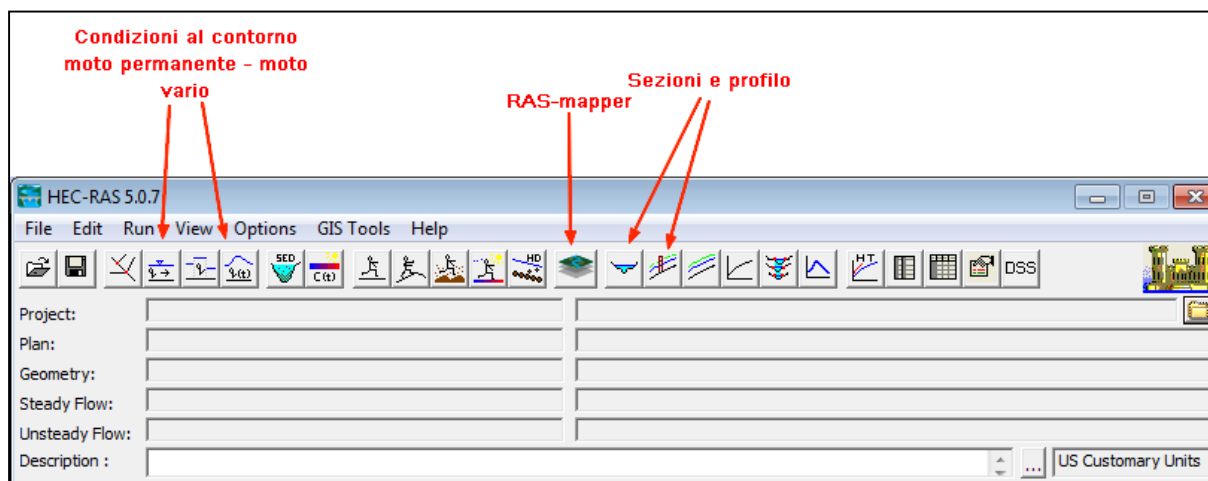 Condizioni al contorno
moto permanente - moto
vario
RAS-mapper
Sezioni e profilo
HEC-RAS 5.0.7
File Edit Run View Options GIS Tools Help
SED C(t) HD HT DSS
Project:
Plan:
Geometry:
Steady Flow:
Unsteady Flow:
Description :
...
US Customary Units